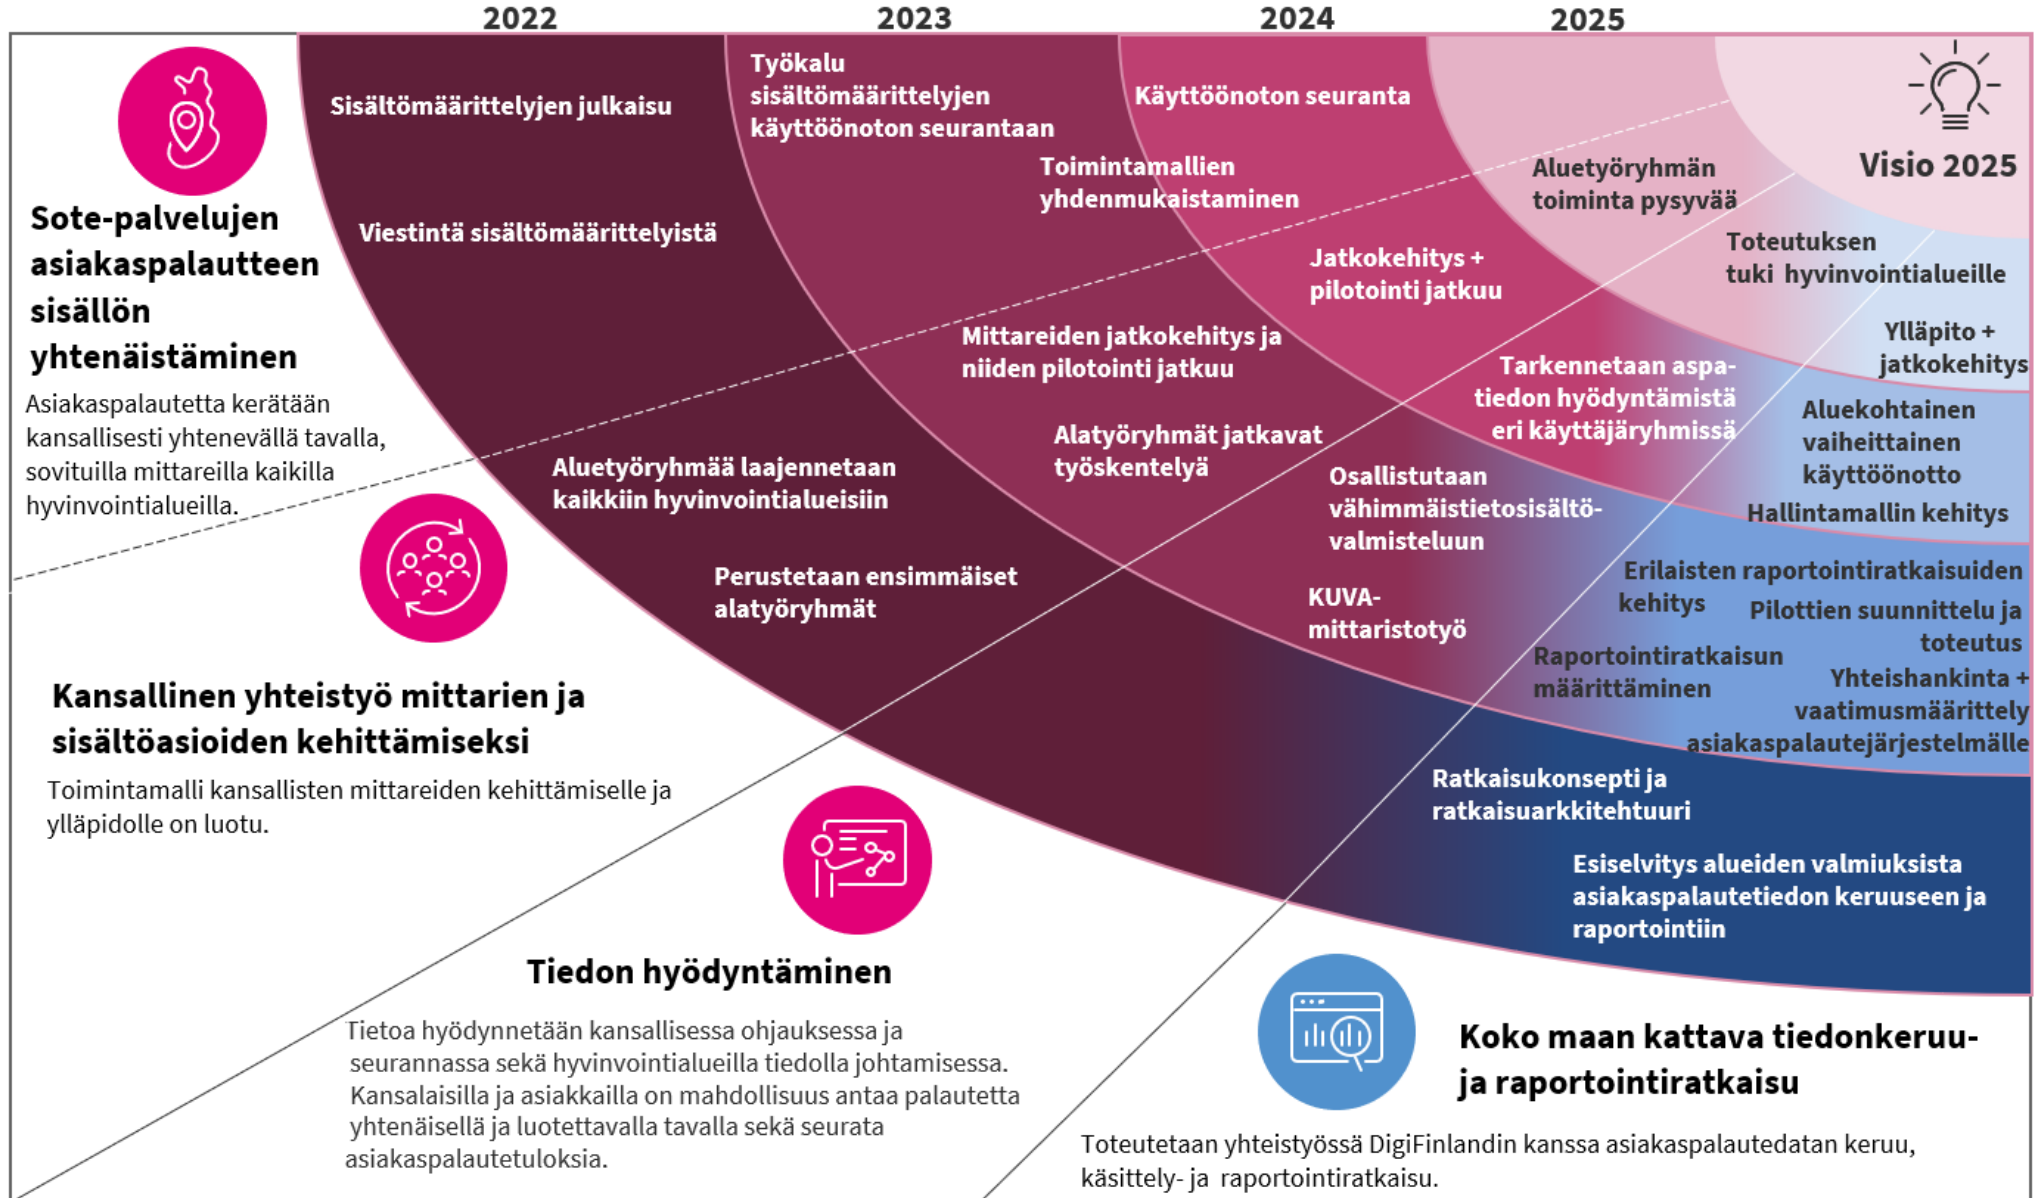 2022
2023
2024
2025
Sisältömäärittelyjen julkaisu
Viestintä sisältömäärittelyistä
Työkalu
sisältömäärittelyjen
käyttöönoton seurantaan
Toimintamallien
yhdenmukaistaminen
Käyttöönoton seuranta
Visio 2025
Sote-palvelujen
asiakaspalautteen
sisällön
yhtenäistäminen
Asiakaspalautetta kerätään
kansallisesti yhtenevällä tavalla,
sovituilla mittareilla kaikilla
hyvinvointialueilla.
Aluetyöryhmää laajennetaan
kaikkiin hyvinvointialueisiin
Perustetaan ensimmäiset
alatyöryhmät
Mittareiden jatkokehitys ja
niiden pilotointi jatkuu
Alatyöryhmät jatkavat
työskentelyä
Jatkokehitys +
pilotointi jatkuu
Aluetyöryhmän
toiminta pysyvää
Kansallinen yhteistyö mittarien ja
sisältöasioiden kehittämiseksi
Toimintamalli kansallisten mittareiden kehittämiselle ja
ylläpidolle on luotu.
Osallistutaan
vähimmäistietosisältö-
valmisteluun
KUVA-
mittaristotyö
Tarkennetaan aspa-
tiedon hyödyntämistä
eri käyttäjäryhmissä
Toteutuksen
tuki hyvinvointialueille
Tiedon hyödyntäminen
Tietoa hyödynnetään kansallisessa ohjauksessa ja
seurannassa sekä hyvinvointialueilla tiedolla johtamisessa.
Kansalaisilla ja asiakkailla on mahdollisuus antaa palautetta
yhtenäisellä ja luotettavalla tavalla sekä seurata
asiakaspalautetuloksia.
Ylläpito +
jatkokehitys
Aluekohtainen
vaiheittainen
käyttöönotto
Hallintamallin kehitys
Erilaisten raportointiratkaisuiden
kehitys
Pilottien suunnittelu ja
toteutus
Raportointiratkaisun
määrittäminen
Yhteishankinta +
vaatimusmäärittely
asiakaspalautejärjestelmälle
Ratkaisukonsepti ja
ratkaisuarkkitehtuuri
Esiselvitys alueiden valmiuksista
asiakaspalautetiedon keruuseen ja
raportointiin
Koko maan kattava tiedonkeruu-
ja raportointiratkaisu
Toteutetaan yhteistyössä DigiFinlandin kanssa asiakaspalautedatan keruu,
käsittely- ja raportointiratkaisu.